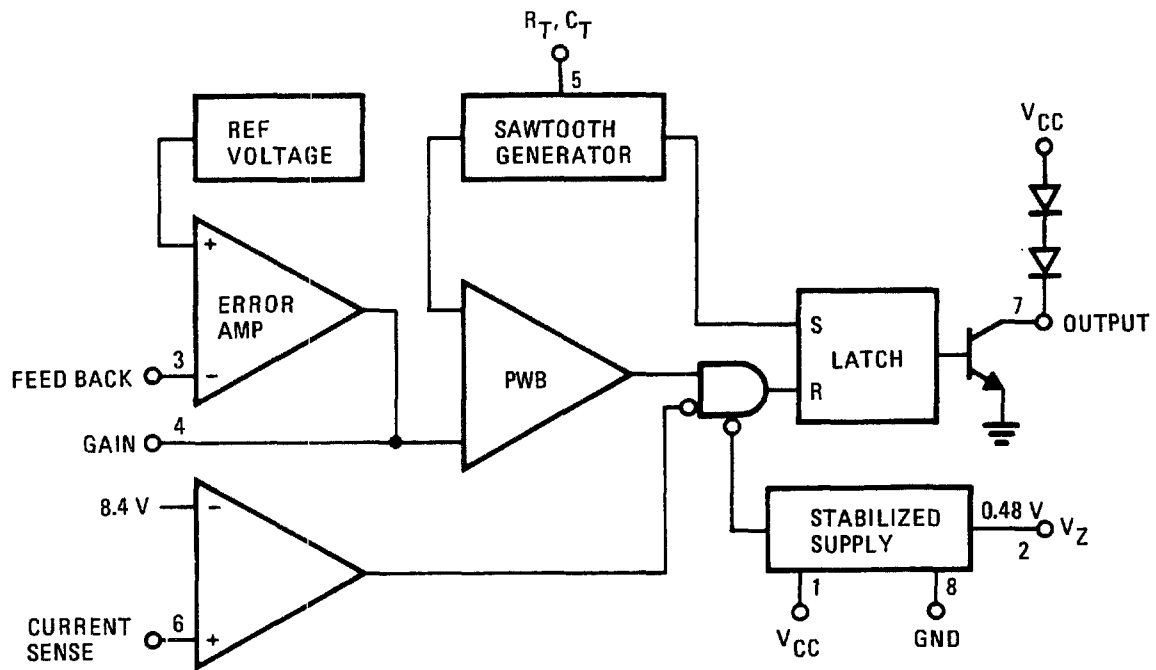 R_T, C_T
5
REF
VOLTAGE
SAWTOOTH
GENERATOR
V_CC
+
ERROR
AMP
7
OUTPUT
S
LATCH
3
FEED BACK
-
PWB
R
4
GAIN
8.4 V
-
STABILIZED
SUPPLY
0.48 V
V_Z
2
1
8
6
CURRENT
SENSE
+
V_CC
GND